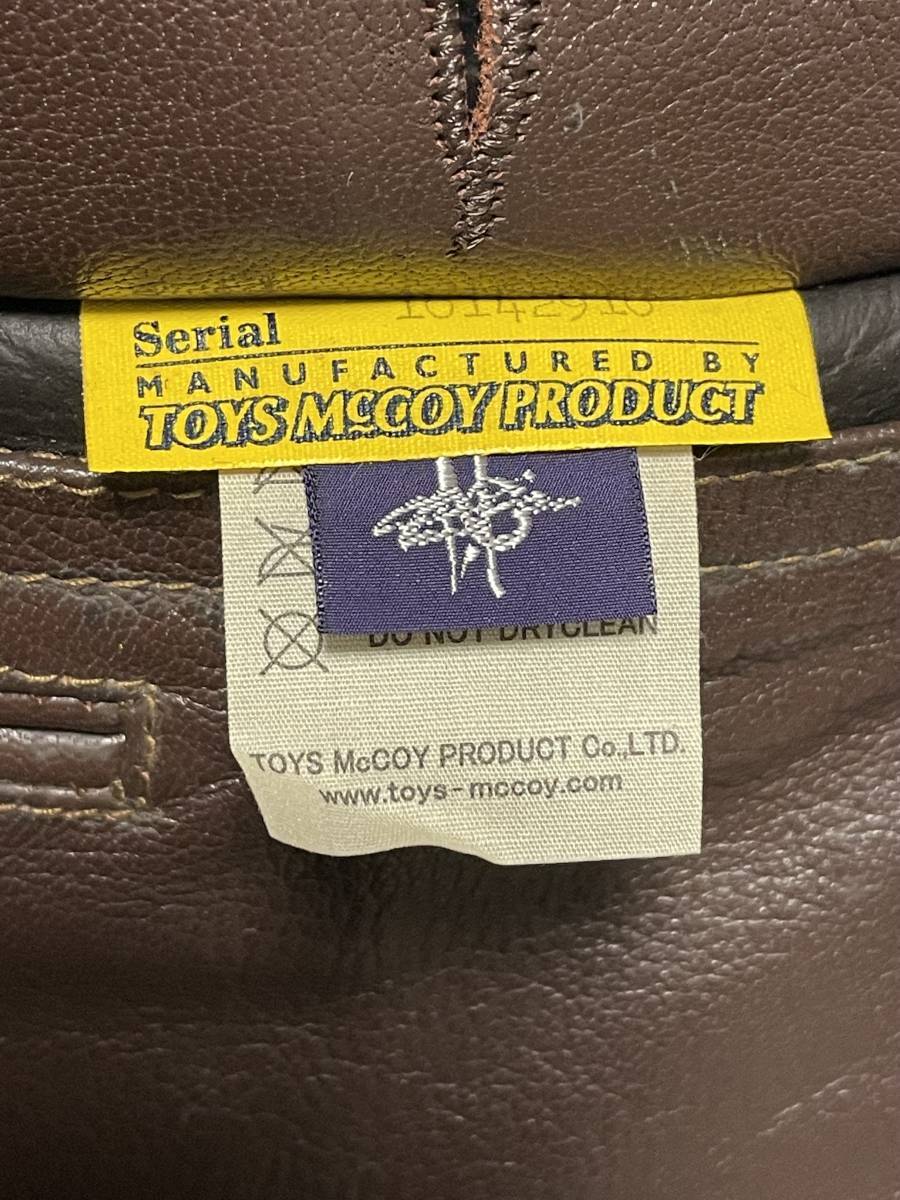 Serial
MANUFACTURED BY
TOYS McCOY PRODUCT
DO NOT DRYCLEAN
TOYS McCOY PRODUCT Co.,LTD.
www.toys-mccoy.com